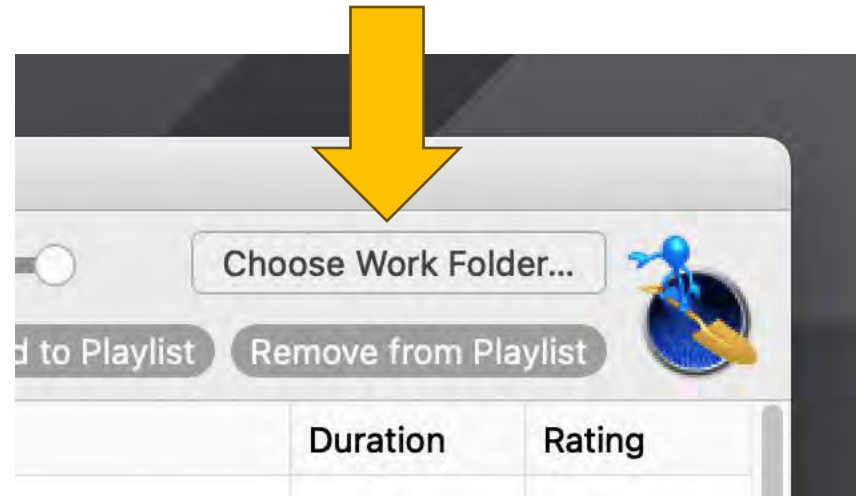 Choose Work Folder...
d to Playlist Remove from Playlist
Duration Rating